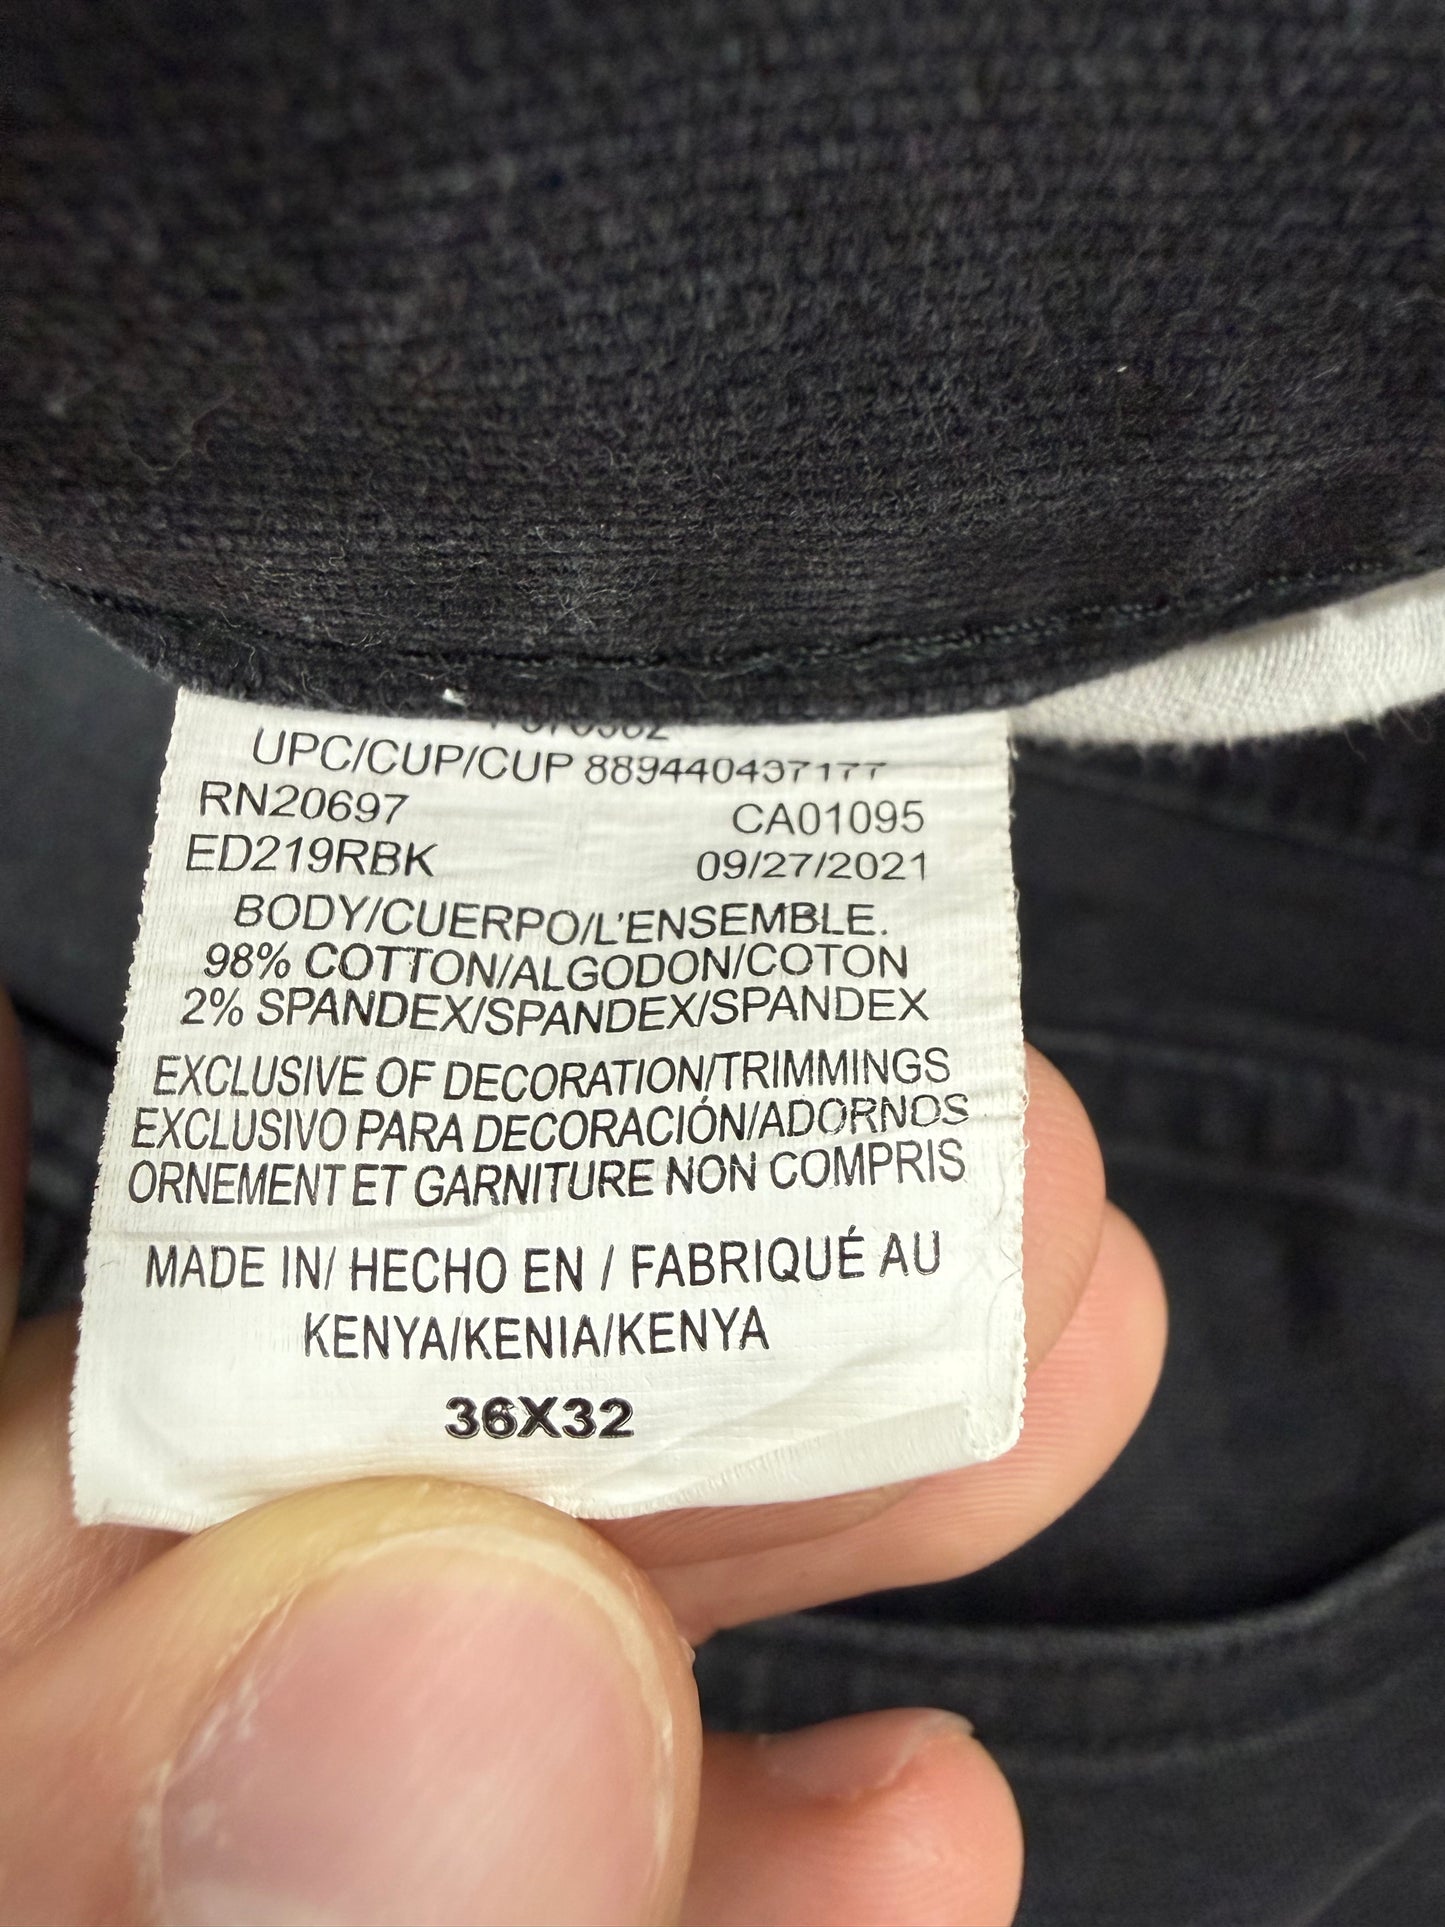 UPC/CUP/CUP 889440437177
RN20697 CA01095
ED219RBK 09/27/2021
BODY/CUERPO/L'ENSEMBLE.
98% COTTON/ALGODON/COTON
2% SPANDEX/SPANDEX/SPANDEX
EXCLUSIVE OF DECORATION/TRIMMINGS
EXCLUSIVO PARA DECORACIÓN/ADORNOS
ORNEMENT ET GARNITURE NON COMPRIS
MADE IN/ HECHO EN / FABRIQUÉ AU
KENYA/KENIA/KENYA
36X32